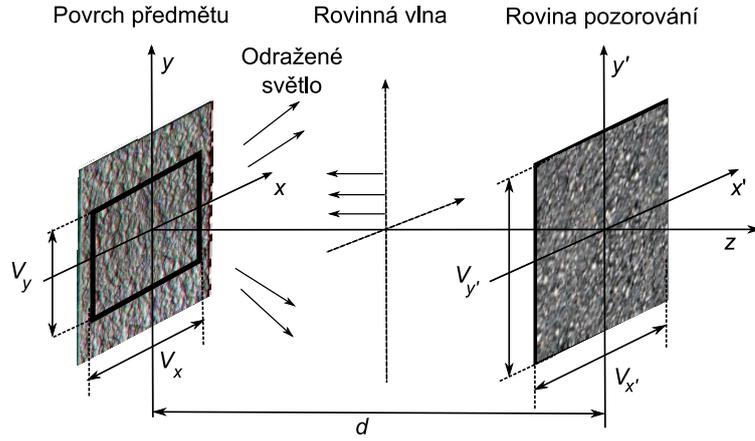 Povrch předmětu
Rovinná vlna
Rovina pozorování
y
Odražené
světlo
y'
x
x'
z
V_y
V_y'
V_x
V_x'
d